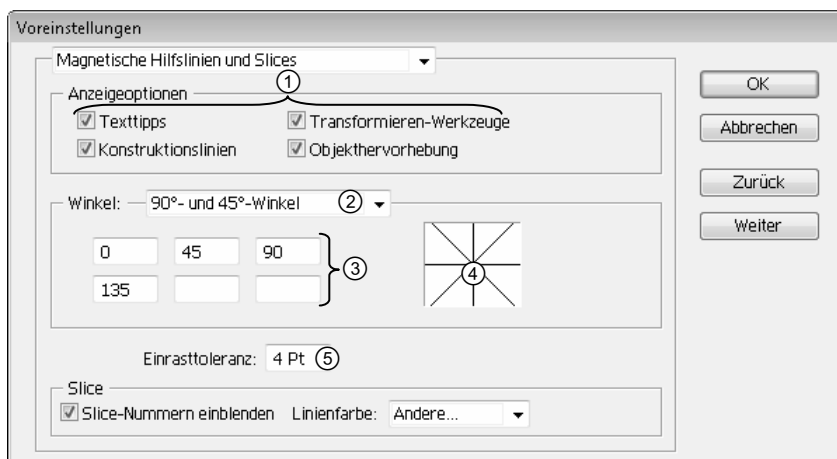 Voreinstellungen
Magnetische Hilfslinien und Slices
①
Anzeigeoptionen
Texttipps
Transformieren-Werkzeuge
Konstruktionslinien
Objekthervorhebung
OK
Abbrechen
Zurück
Weiter
Winkel: 90°- und 45°-Winkel ②
0 45 90
135
③
④
Einrasttoleranz: 4 Pt ⑤
Slice
Slice-Nummern einblenden Linienfarbe: Andere...